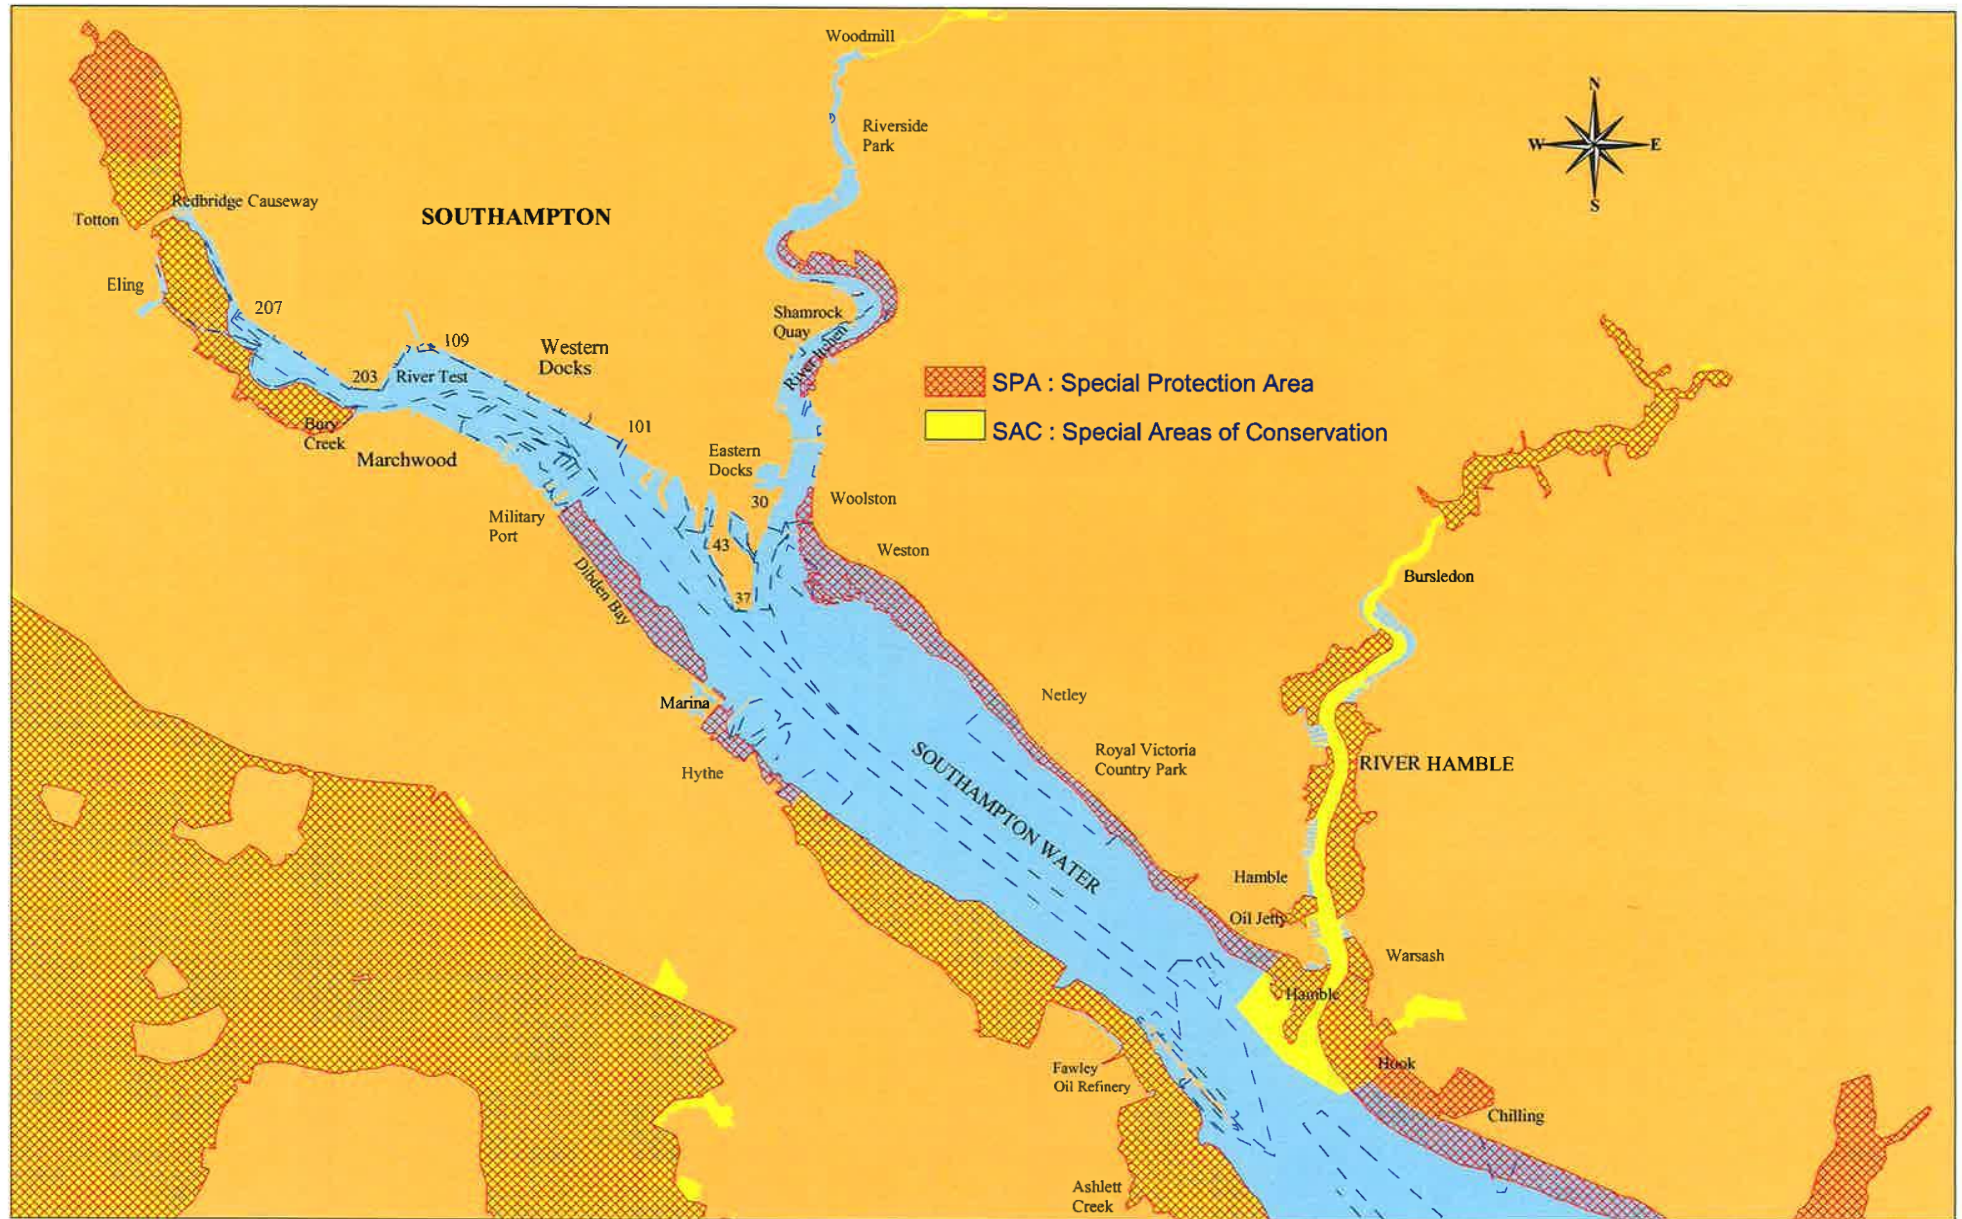 Woodmill
N
Riverside
Park
W
E
S
Redbridge Causeway
Totton
SOUTHAMPTON
Eling
207
Shamrock
Quay
River Itchen
109
Western
Docks
203
River Test
SPA : Special Protection Area
SAC : Special Areas of Conservation
Bury
Creek
101
Marchwood
Eastern
Docks
30
Woolston
Military
Port
43
Weston
Dibden Bay
37
Bursledon
Marina
Netley
Hythe
SOUTHAMPTON WATER
Royal Victoria
Country Park
RIVER HAMBLE
Hamble
Oil Jetty
Warsash
Hamble
Fawley
Oil Refinery
Hook
Chilling
Ashlett
Creek